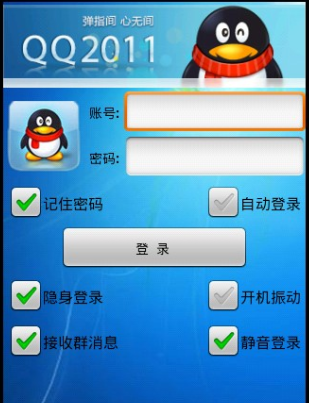 弹指间 心无间
QQ2011
账号:
密码:
记住密码 自动登录
登 录
隐身登录 开机振动
接收群消息 静音登录